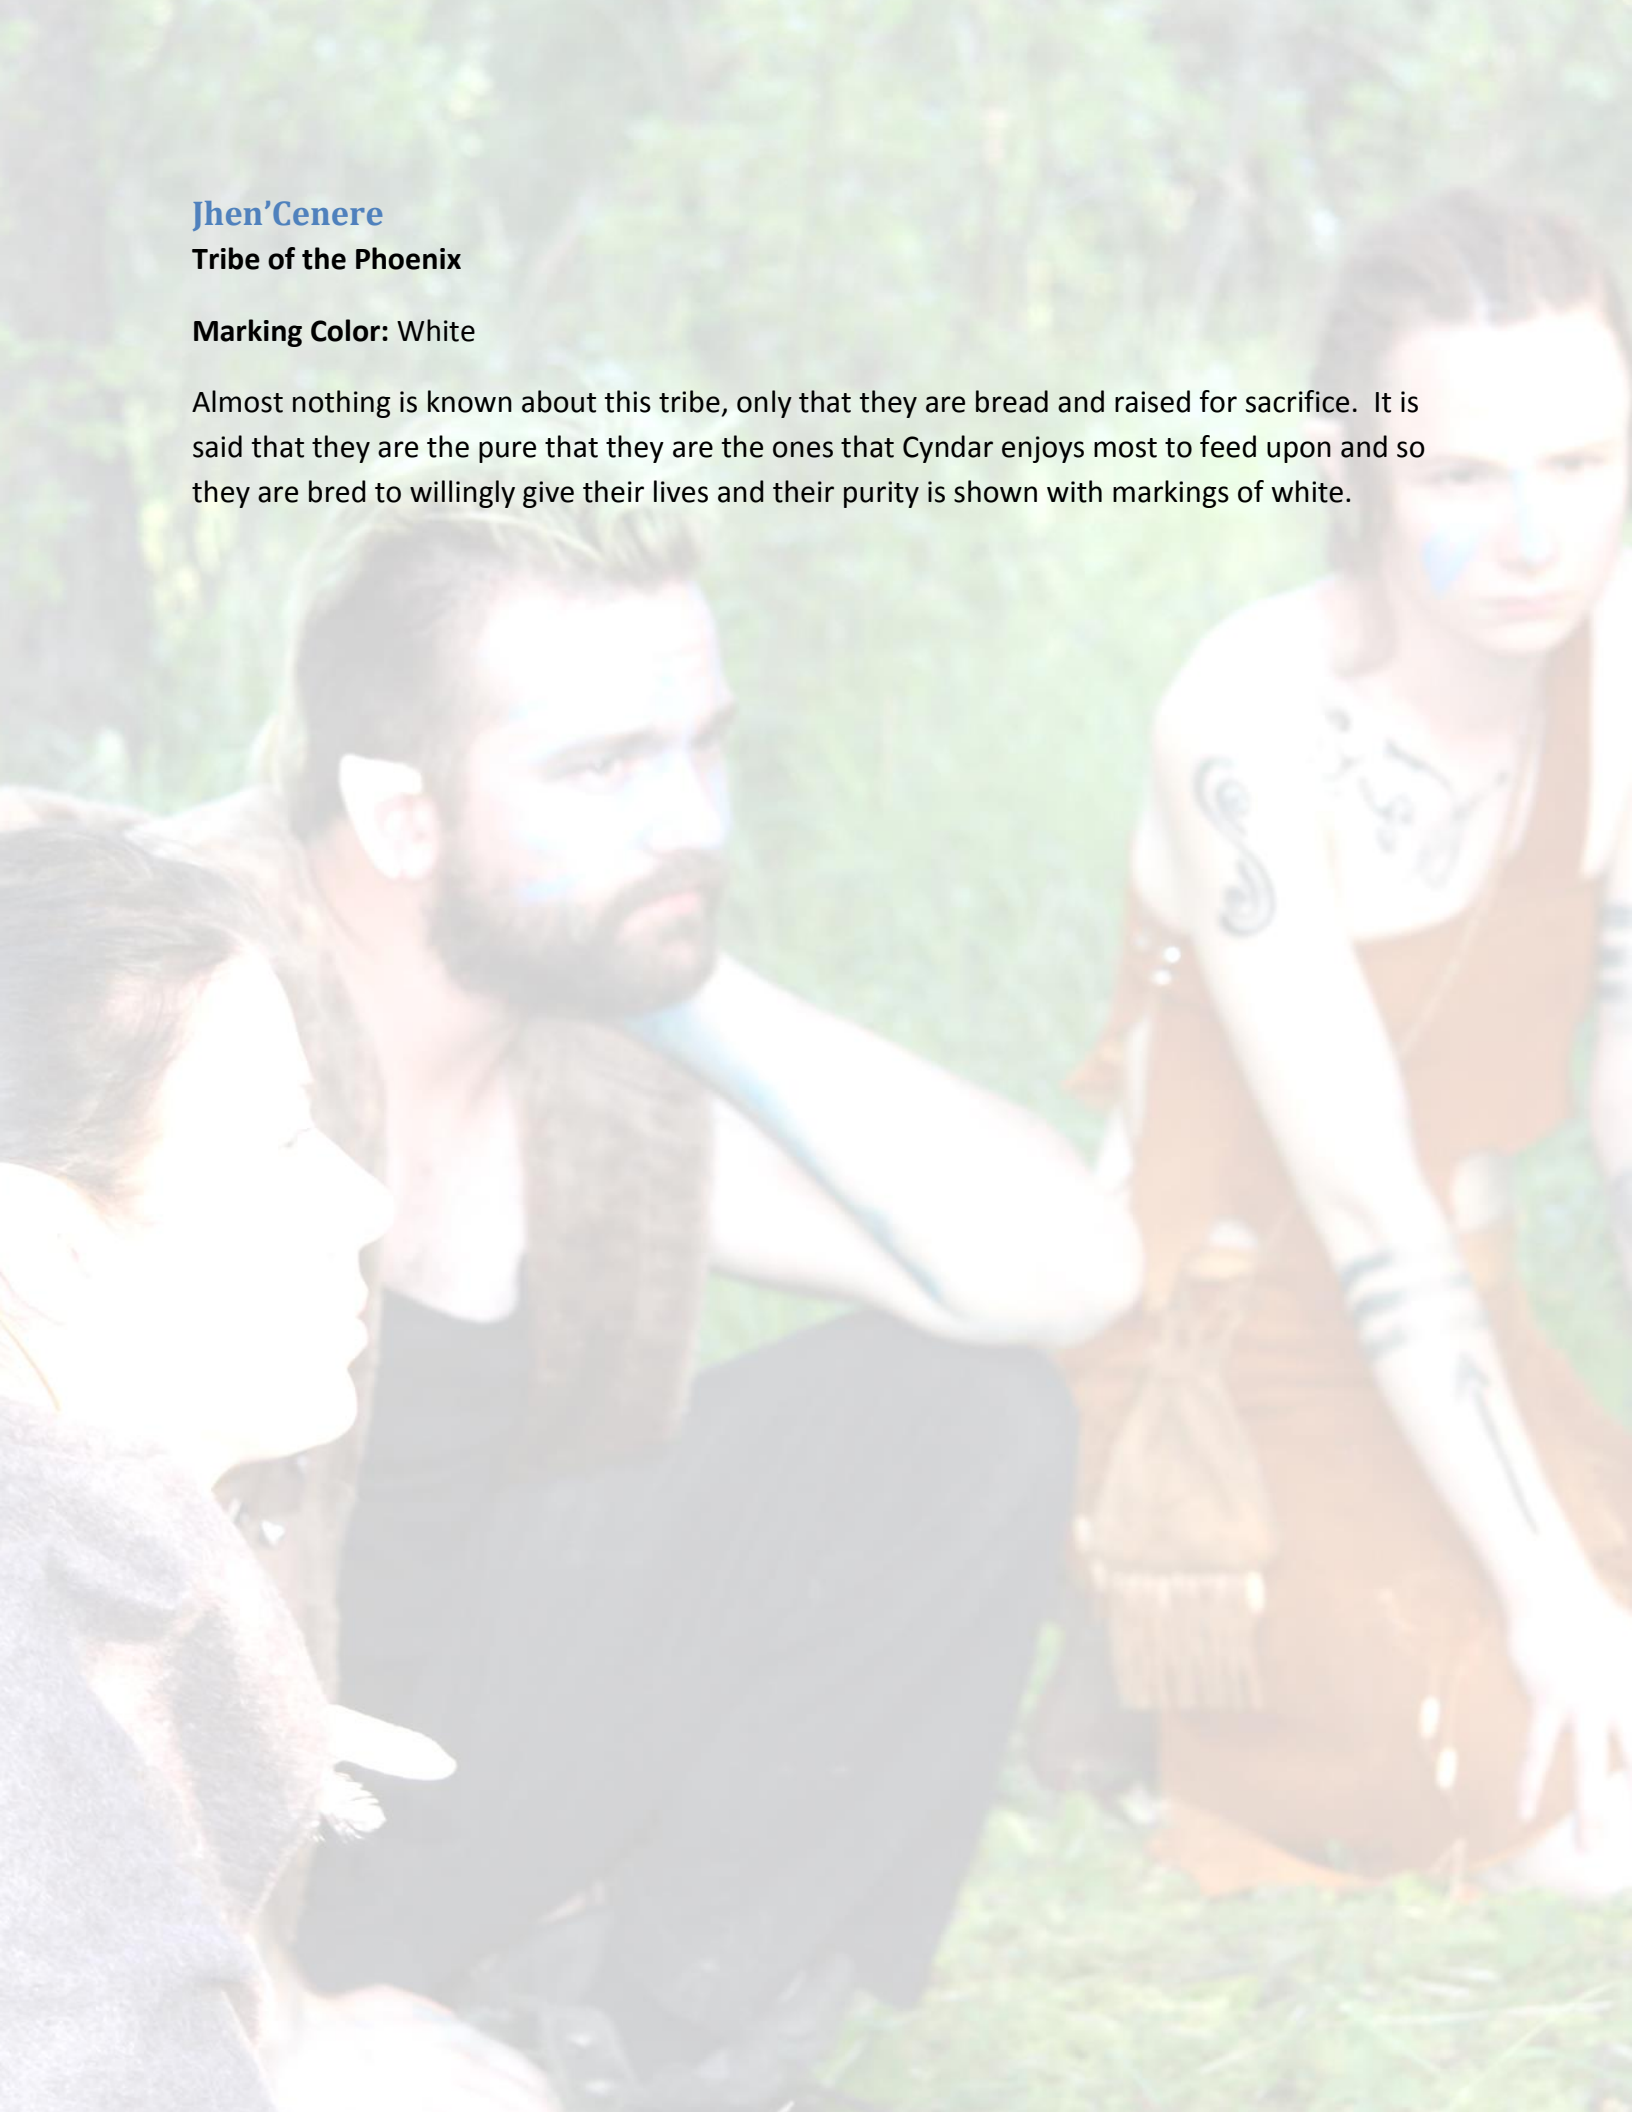 Jhen’Cenere
Tribe of the Phoenix
Marking Color: White
Almost nothing is known about this tribe, only that they are bread and raised for sacrifice.  It is
said that they are the pure that they are the ones that Cyndar enjoys most to feed upon and so
they are bred to willingly give their lives and their purity is shown with markings of white.